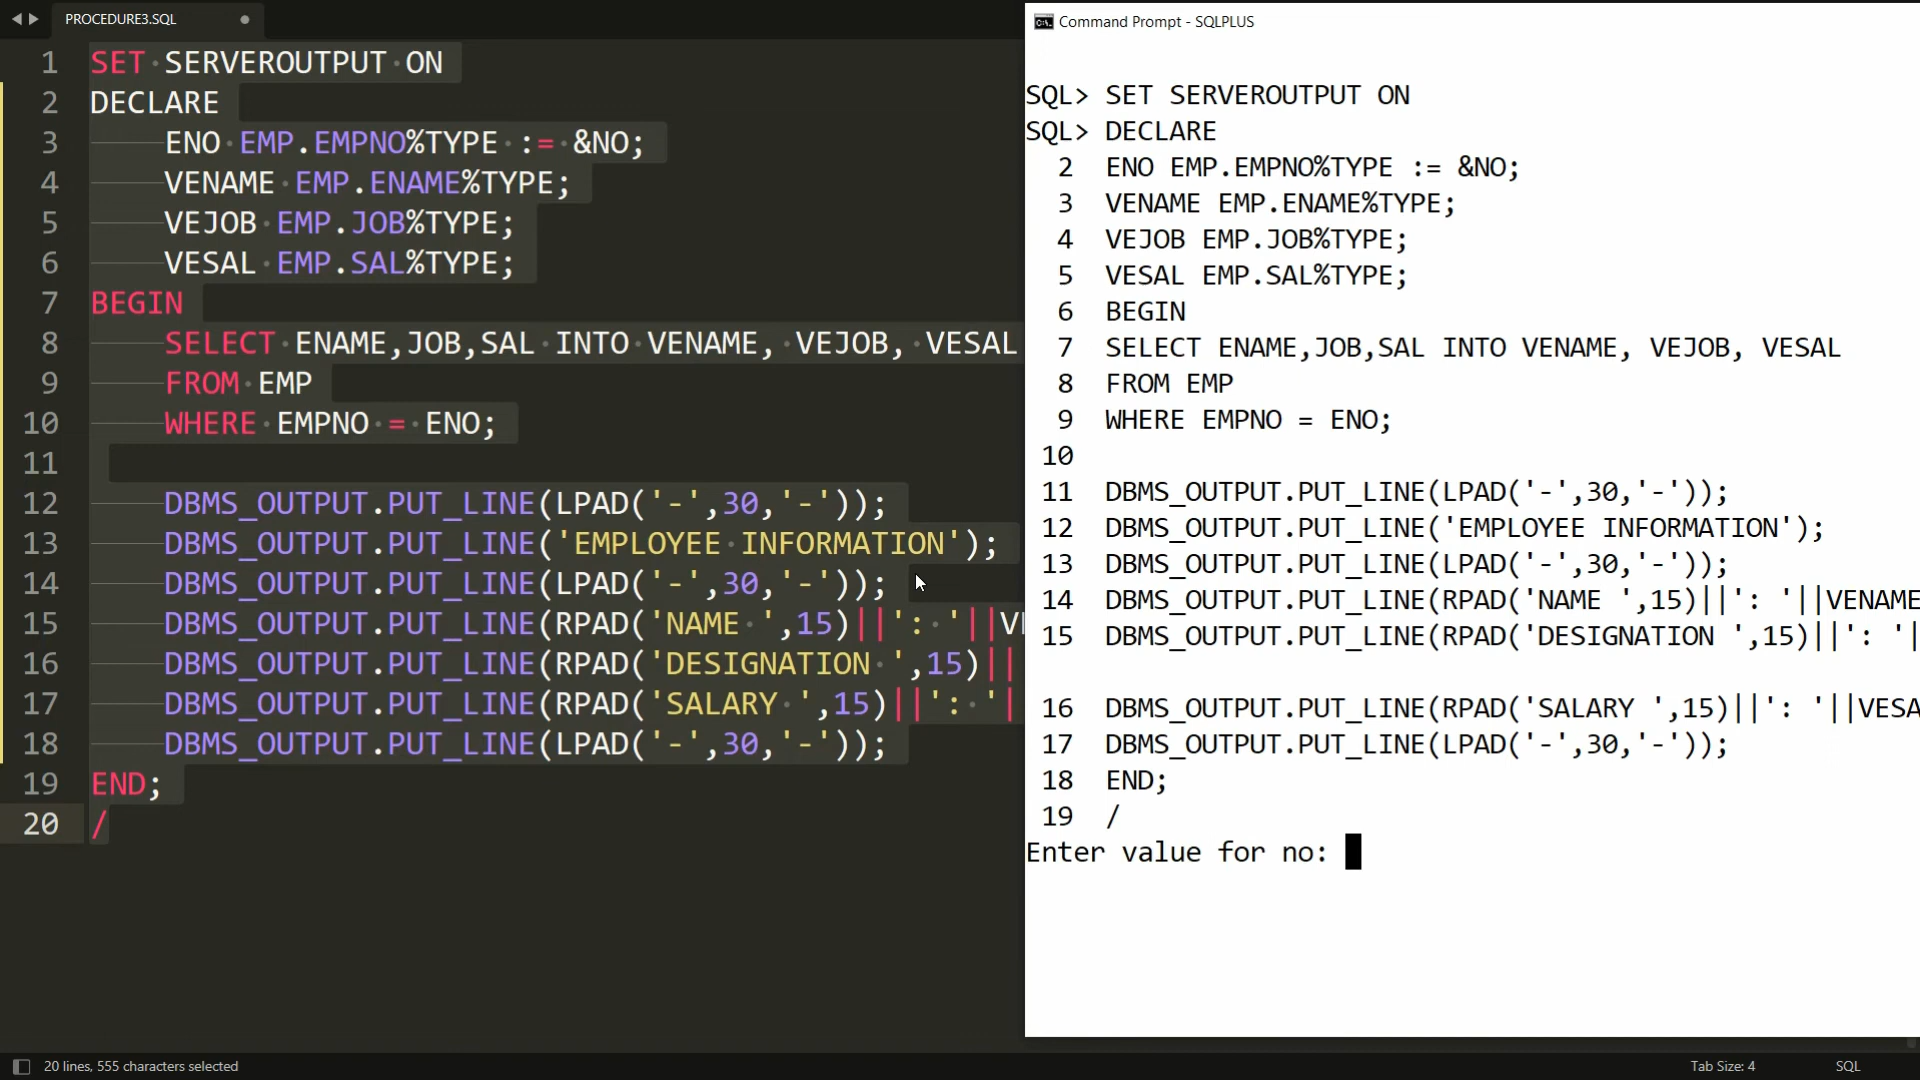 PROCEDURE3.SQL
1 SET SERVEROUTPUT ON
2 DECLARE
3 ENO EMP.EMPNO%TYPE := &NO;
4 VENAME EMP.ENAME%TYPE;
5 VEJOB EMP.JOB%TYPE;
6 VESAL EMP.SAL%TYPE;
7 BEGIN
8 SELECT ENAME,JOB,SAL INTO VENAME, VEJOB, VESAL
9 FROM EMP
10 WHERE EMPNO = ENO;
11
12 DBMS_OUTPUT.PUT_LINE(LPAD('-',30,'-'));
13 DBMS_OUTPUT.PUT_LINE('EMPLOYEE INFORMATION');
14 DBMS_OUTPUT.PUT_LINE(LPAD('-',30,'-'));
15 DBMS_OUTPUT.PUT_LINE(RPAD('NAME ',15)||': '||V
16 DBMS_OUTPUT.PUT_LINE(RPAD('DESIGNATION ',15)||
17 DBMS_OUTPUT.PUT_LINE(RPAD('SALARY ',15)||': '|
18 DBMS_OUTPUT.PUT_LINE(LPAD('-',30,'-'));
19 END;
20 /
20 lines, 555 characters selected
Command Prompt - SQLPLUS
SQL> SET SERVEROUTPUT ON
SQL> DECLARE
2 ENO EMP.EMPNO%TYPE := &NO;
3 VENAME EMP.ENAME%TYPE;
4 VEJOB EMP.JOB%TYPE;
5 VESAL EMP.SAL%TYPE;
6 BEGIN
7 SELECT ENAME,JOB,SAL INTO VENAME, VEJOB, VESAL
8 FROM EMP
9 WHERE EMPNO = ENO;
10
11 DBMS_OUTPUT.PUT_LINE(LPAD('-',30,'-'));
12 DBMS_OUTPUT.PUT_LINE('EMPLOYEE INFORMATION');
13 DBMS_OUTPUT.PUT_LINE(LPAD('-',30,'-'));
14 DBMS_OUTPUT.PUT_LINE(RPAD('NAME ',15)||': '||VENAME
15 DBMS_OUTPUT.PUT_LINE(RPAD('DESIGNATION ',15)||': '|
16 DBMS_OUTPUT.PUT_LINE(RPAD('SALARY ',15)||': '||VESA
17 DBMS_OUTPUT.PUT_LINE(LPAD('-',30,'-'));
18 END;
19 /
Enter value for no:
Tab Size: 4
SQL